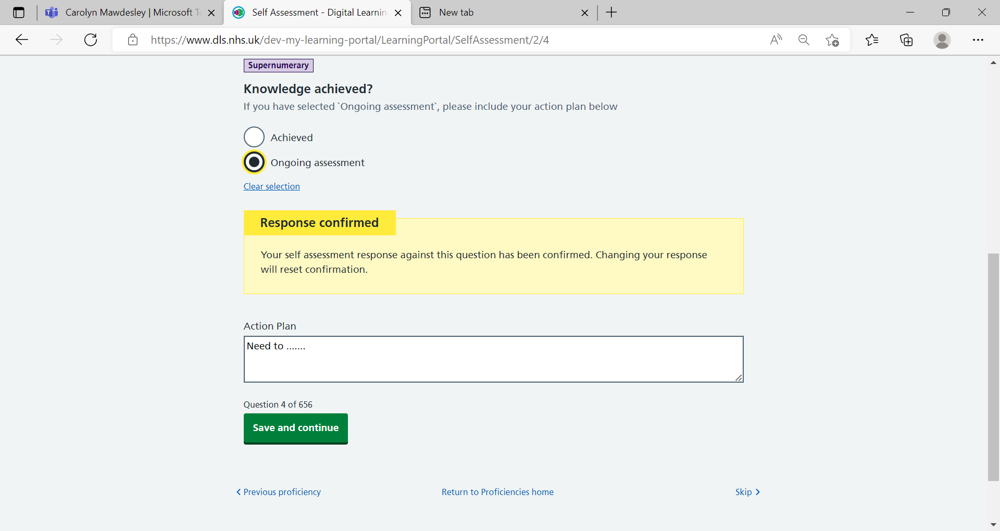 Carolyn Mawdesley | Microsoft T
Self Assessment - Digital Learnin
New tab
https://www.dls.nhs.uk/dev-my-learning-portal/LearningPortal/SelfAssessment/2/4
Supernumerary
Knowledge achieved?
If you have selected `Ongoing assessment`, please include your action plan below
Achieved
Ongoing assessment
Clear selection
Response confirmed
Your self assessment response against this question has been confirmed. Changing your response
will reset confirmation.
Action Plan
Need to .......
Question 4 of 656
Save and continue
Previous proficiency
Return to Proficiencies home
Skip